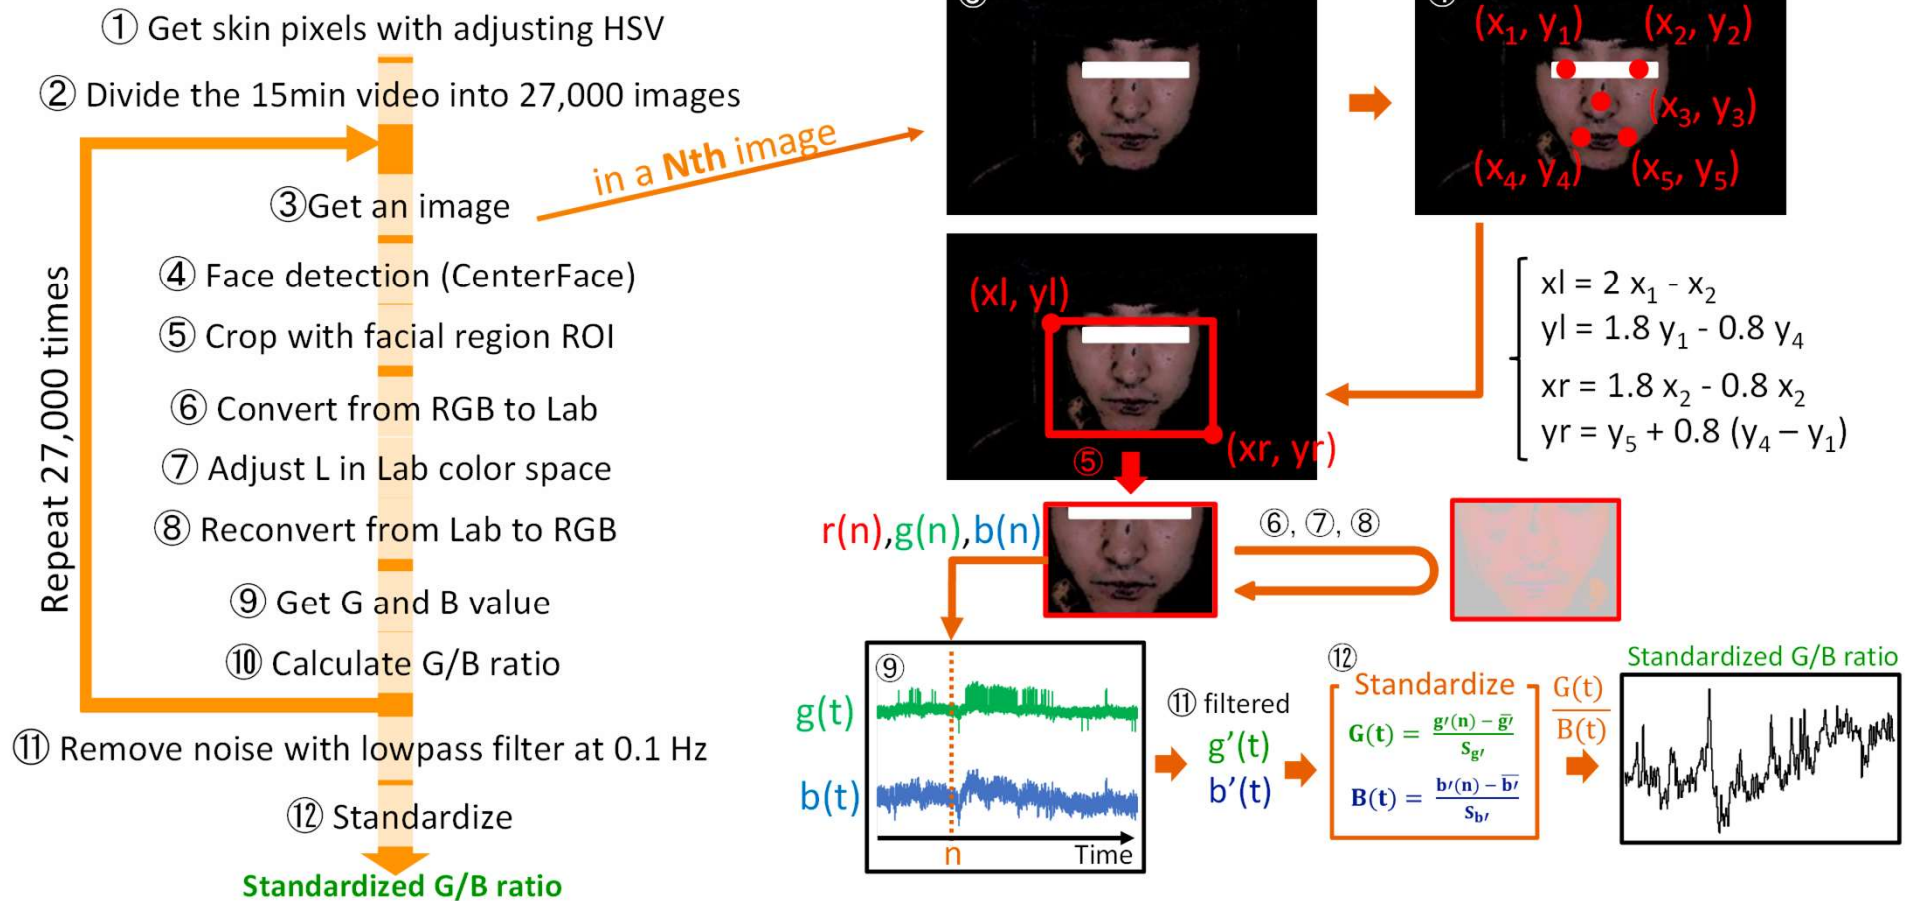 ① Get skin pixels with adjusting HSV
② Divide the 15min video into 27,000 images
③Get an image
④ Face detection (CenterFace)
⑤ Crop with facial region ROI
⑥ Convert from RGB to Lab
⑦ Adjust L in Lab color space
⑧ Reconvert from Lab to RGB
⑨ Get G and B value
⑩ Calculate G/B ratio
Repeat 27,000 times
⑪ Remove noise with lowpass filter at 0.1 Hz
⑫ Standardize
Standardized G/B ratio
in a Nth image
(x₁, y₁) (x₂, y₂)
(x₃, y₃)
(x₄, y₄) (x₅, y₅)
xl = 2 x₁ - x₂
yl = 1.8 y₁ - 0.8 y₄
xr = 1.8 x₂ - 0.8 x₂
yr = y₅ + 0.8 (y₄ – y₁)
(xl, yl)
(xr, yr)
⑤
r(n),g(n),b(n)
⑥, ⑦, ⑧
⑨
g(t)
b(t)
n
Time
⑪ filtered
g’(t)
b’(t)
⑫
Standardize
G(t) = g′(n) – g̅′ / S_g′
B(t) = b′(n) – b̅′ / S_b′
G(t)
B(t)
Standardized G/B ratio